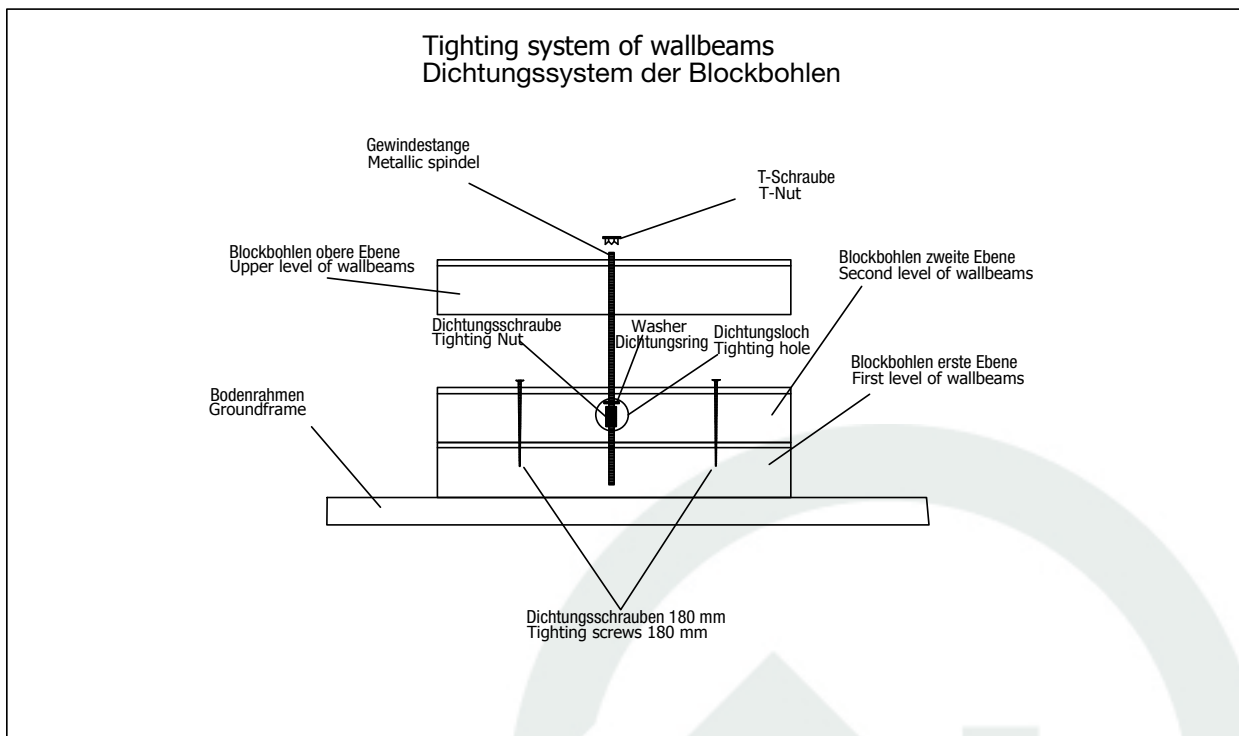 Tighting system of wallbeams
Dichtungssystem der Blockbohlen
Gewindestange
Metallic spindel
T-Schraube
T-Nut
Blockbohlen obere Ebene
Upper level of wallbeams
Blockbohlen zweite Ebene
Second level of wallbeams
Dichtungsschraube
Tighting Nut
Washer
Dichtungsring
Dichtungsloch
Tighting hole
Blockbohlen erste Ebene
First level of wallbeams
Bodenrahmen
Groundframe
Dichtungsschrauben 180 mm
Tighting screws 180 mm